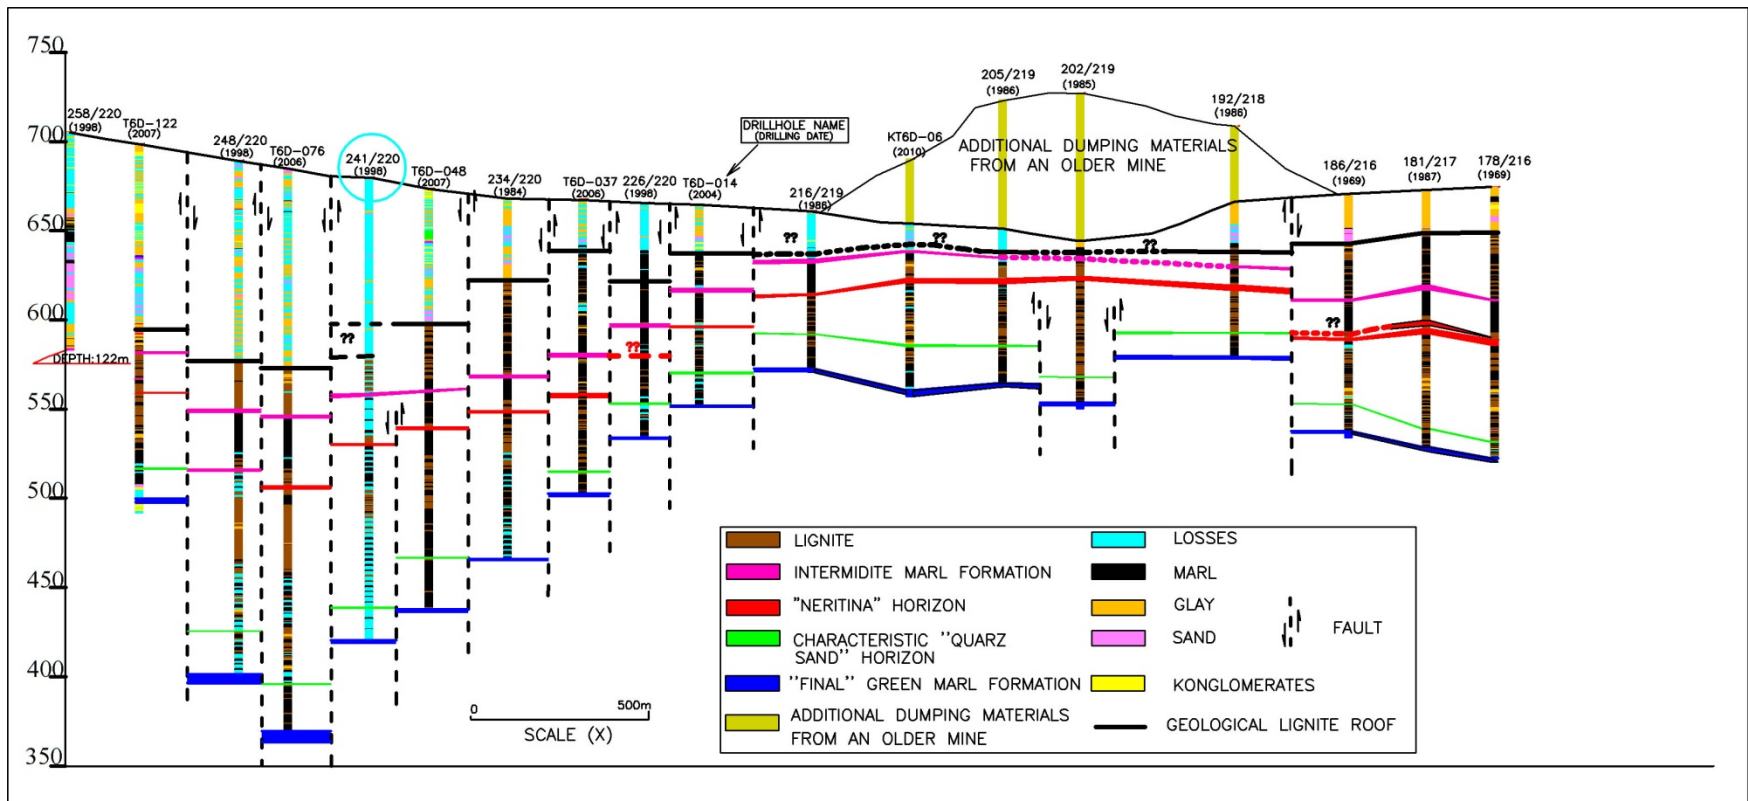 750
700
650
600
550
500
450
400
350
258/220
(1998)
T6D-122
(2007)
248/220
(1998)
T6D-076
(2006)
241/220
(1998)
T6D-048
(2007)
234/220
(1984)
T6D-037
(2006)
226/220
(1998)
T6D-014
(2004)
DRILLHOLE NAME
(DRILLING DATE)
216/219
(1986)
KT6D-06
(2010)
205/219
(1986)
202/219
(1985)
192/218
(1986)
186/216
(1969)
181/217
(1987)
178/216
(1969)
ADDITIONAL DUMPING MATERIALS
FROM AN OLDER MINE
DEPTH:122m
??
??
??
??
??
??
0
500m
SCALE (X)
LIGNITE
INTERMIDITE MARL FORMATION
"NERITINA" HORIZON
CHARACTERISTIC ''QUARZ
SAND'' HORIZON
''FINAL'' GREEN MARL FORMATION
ADDITIONAL DUMPING MATERIALS
FROM AN OLDER MINE
LOSSES
MARL
GLAY
SAND
KONGLOMERATES
GEOLOGICAL LIGNITE ROOF
FAULT